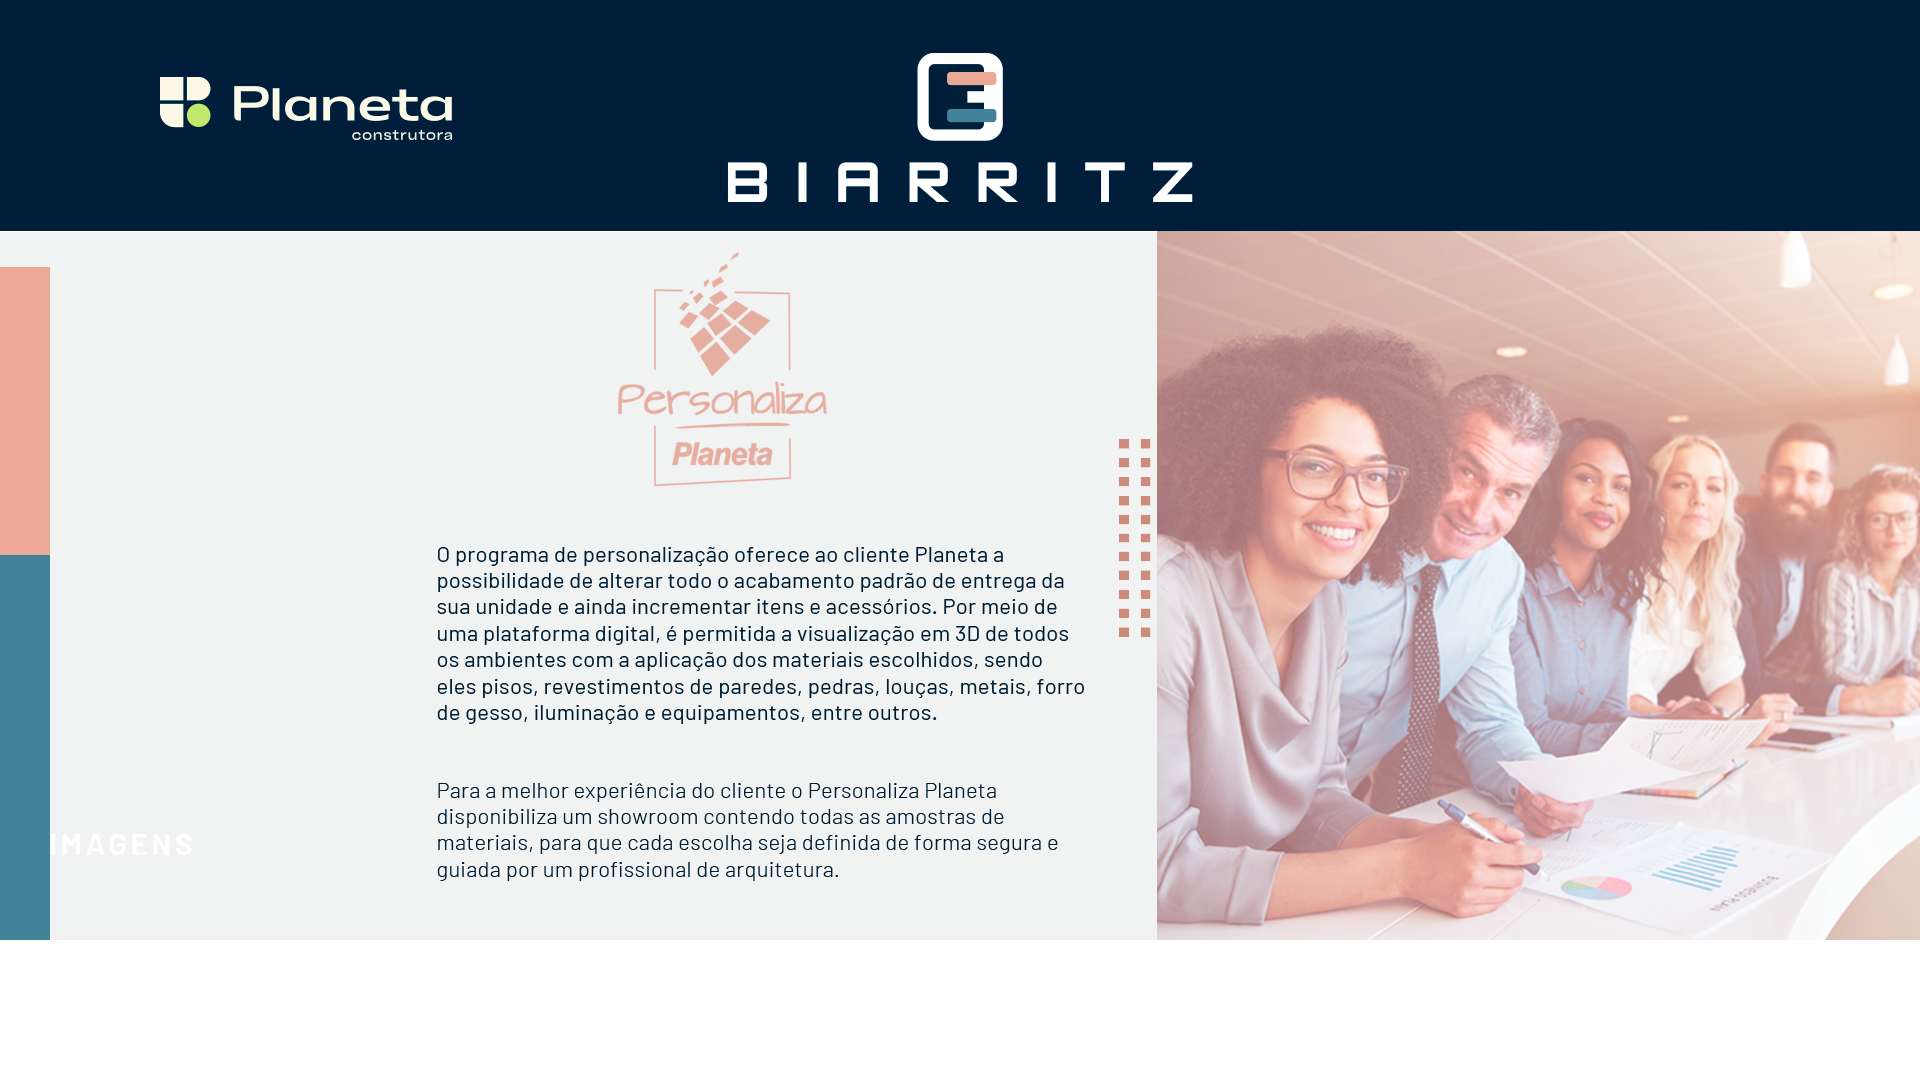 Planeta
construtora
BIARRITZ
Personaliza
Planeta
O programa de personalização oferece ao cliente Planeta a
possibilidade de alterar todo o acabamento padrão de entrega da
sua unidade e ainda incrementar itens e acessórios. Por meio de
uma plataforma digital, é permitida a visualização em 3D de todos
os ambientes com a aplicação dos materiais escolhidos, sendo
eles pisos, revestimentos de paredes, pedras, louças, metais, forro
de gesso, iluminação e equipamentos, entre outros.
Para a melhor experiência do cliente o Personaliza Planeta
disponibiliza um showroom contendo todas as amostras de
materiais, para que cada escolha seja definida de forma segura e
guiada por um profissional de arquitetura.
IMAGENS
BUSINESS PLAN